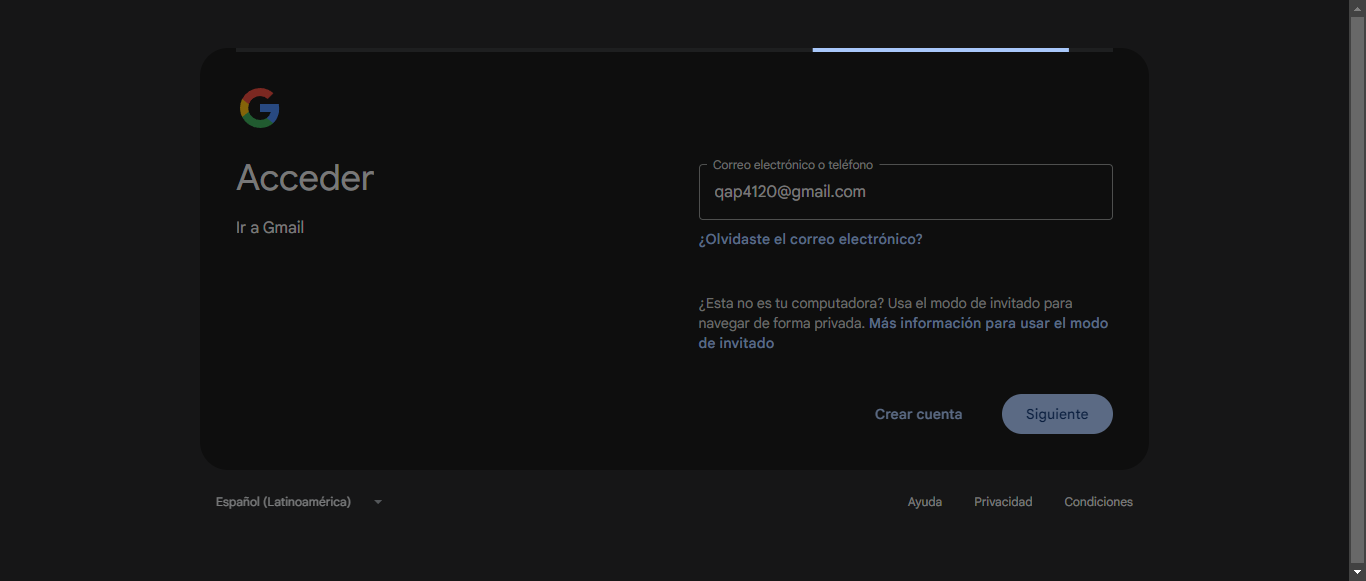 Acceder
Ir a Gmail
Correo electrónico o teléfono
qap4120@gmail.com
¿Olvidaste el correo electrónico?
¿Esta no es tu computadora? Usa el modo de invitado para
navegar de forma privada. Más información para usar el modo
de invitado
Crear cuenta
Siguiente
Español (Latinoamérica)
Ayuda
Privacidad
Condiciones